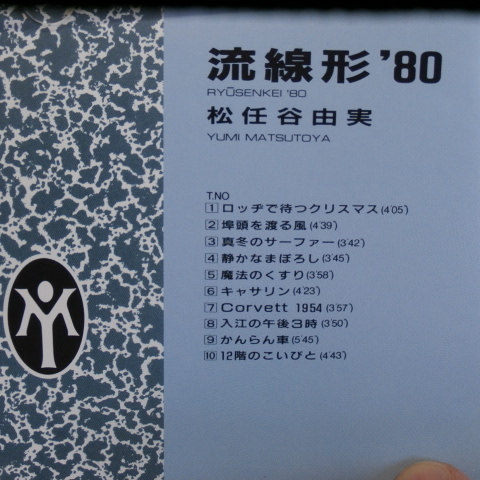 流線形 '80
RYŪSENKEI '80
松任谷由実
YUMI MATSUTOYA
T.NO
1 ロッヂで待つクリスマス(4'05")
2 埠頭を渡る風(4'39")
3 真冬のサーファー(3'42")
4 静かなまぼろし(3'45")
5 魔法のくすり(3'58")
6 キャサリン(4'23")
7 Corvett 1954(3'57")
8 入江の午後3時(3'50")
9 かんらん車(5'45")
10 12階のこいびと(4'43")
YM